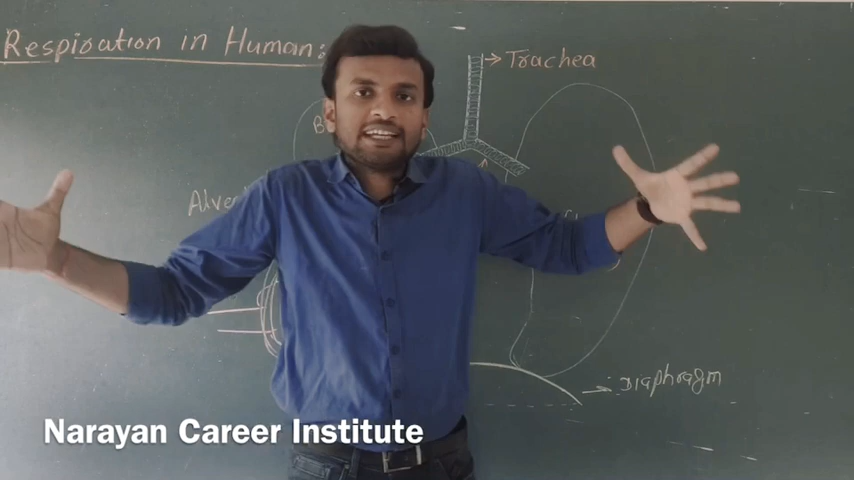 Respiration in Human:
Trachea
Diaphragm
Narayan Career Institute